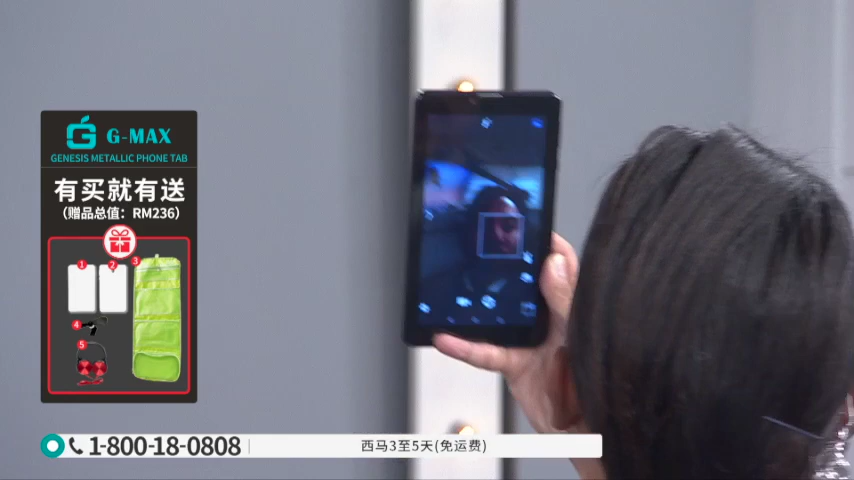 G-MAX
GENESIS METALLIC PHONE TAB
有买就有送
(赠品总值: RM236)
1
2
3
4
5
1-800-18-0808
西马3至5天(免运费)